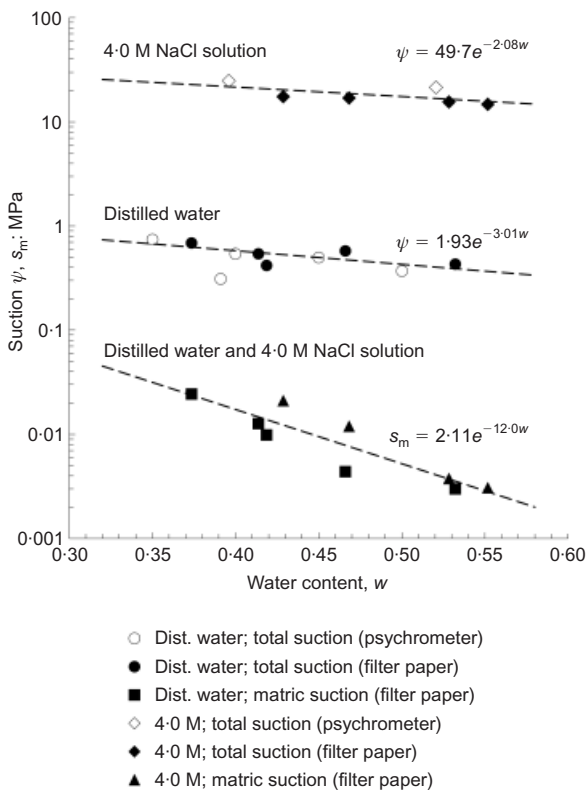 100
4·0 M NaCl solution
ψ = 49·7e^−2·08w
10
Suction ψ, s_m: MPa
Distilled water
1
ψ = 1·93e^−3·01w
0·1
Distilled water and 4·0 M NaCl solution
0·01
s_m = 2·11e^−12·0w
0·001
0·30 0·35 0·40 0·45 0·50 0·55 0·60
Water content, w
Dist. water; total suction (psychrometer)
Dist. water; total suction (filter paper)
Dist. water; matric suction (filter paper)
4·0 M; total suction (psychrometer)
4·0 M; total suction (filter paper)
4·0 M; matric suction (filter paper)